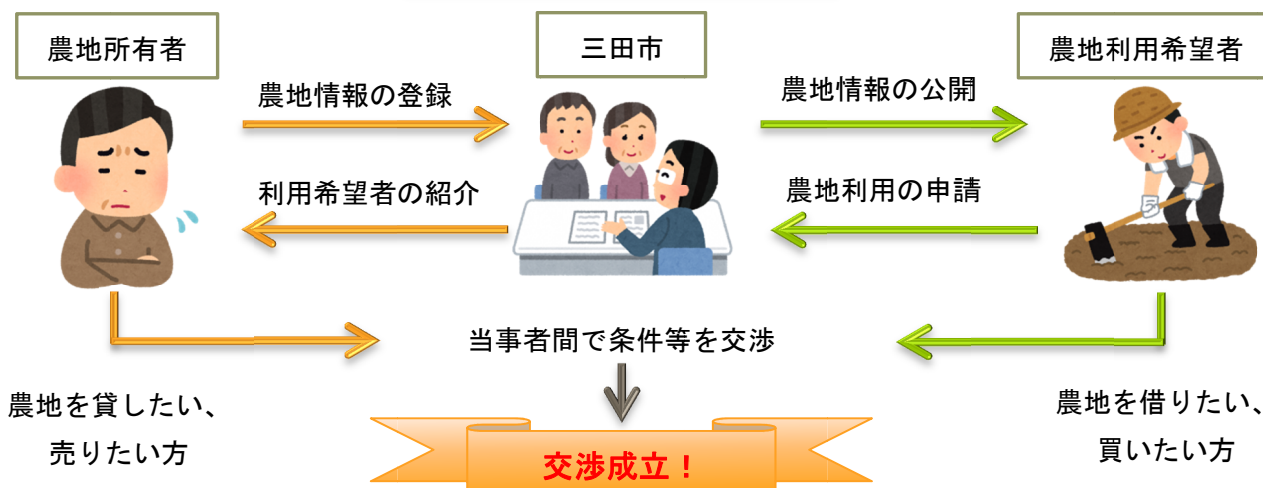 農地所有者
三田市
農地利用希望者
農地情報の登録
農地情報の公開
利用希望者の紹介
農地利用の申請
当事者間で条件等を交渉
農地を貸したい、
売りたい方
農地を借りたい、
買いたい方
交渉成立！